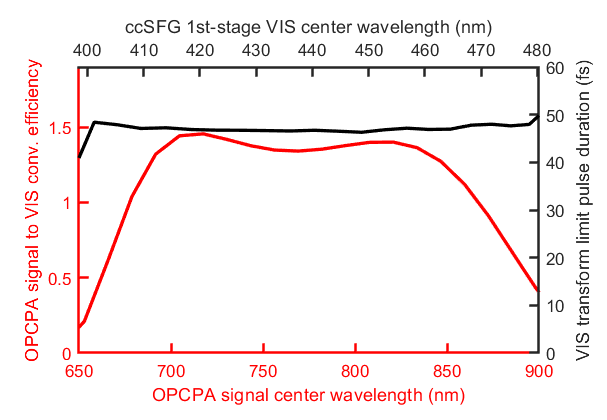 ccSFG 1st-stage VIS center wavelength (nm)
400 410 420 430 440 450 460 470 480
OPCPA signal to VIS conv. efficiency
1.5
1
0.5
0
60
50
40
30
20
10
0
VIS transform limit pulse duration (fs)
650 700 750 800 850 900
OPCPA signal center wavelength (nm)